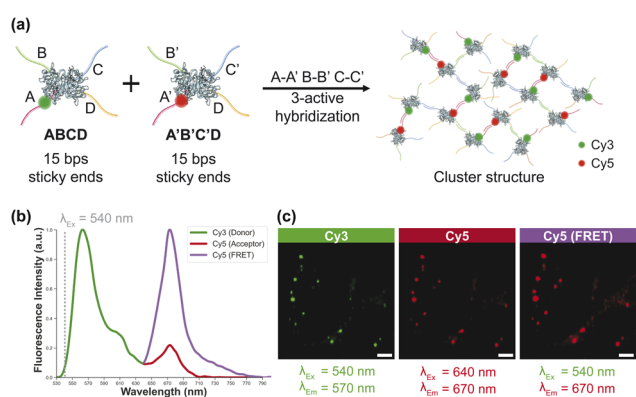 (a)
B
C
A
D
ABCD
15 bps
sticky ends
+
B'
C'
A'
D
A'B'C'D
15 bps
sticky ends
A-A' B-B' C-C'
3-active
hybridization
Cy3
Cy5
Cluster structure
(b)
λEx = 540 nm
Cy3 (Donor)
Cy5 (Acceptor)
Cy5 (FRET)
Fluorescence Intensity (a.u.)
1.0
0.8
0.6
0.4
0.2
0
530 550 570 590 610 630 650 670 690 710 730 750 770 790
Wavelength (nm)
(c)
Cy3
Cy5
Cy5 (FRET)
λEx = 540 nm
λEm = 570 nm
λEx = 640 nm
λEm = 670 nm
λEx = 540 nm
λEm = 670 nm